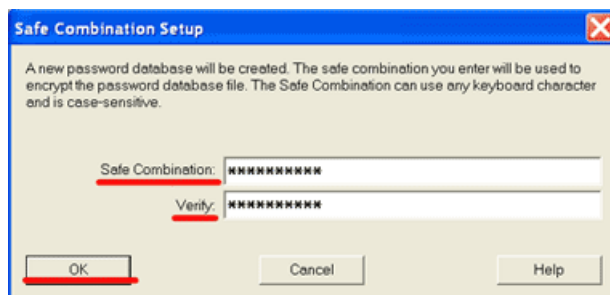 Safe Combination Setup
A new password database will be created. The safe combination you enter will be used to
encrypt the password database file. The Safe Combination can use any keyboard character
and is case-sensitive.
Safe Combination: **********
Verify: **********
OK Cancel Help